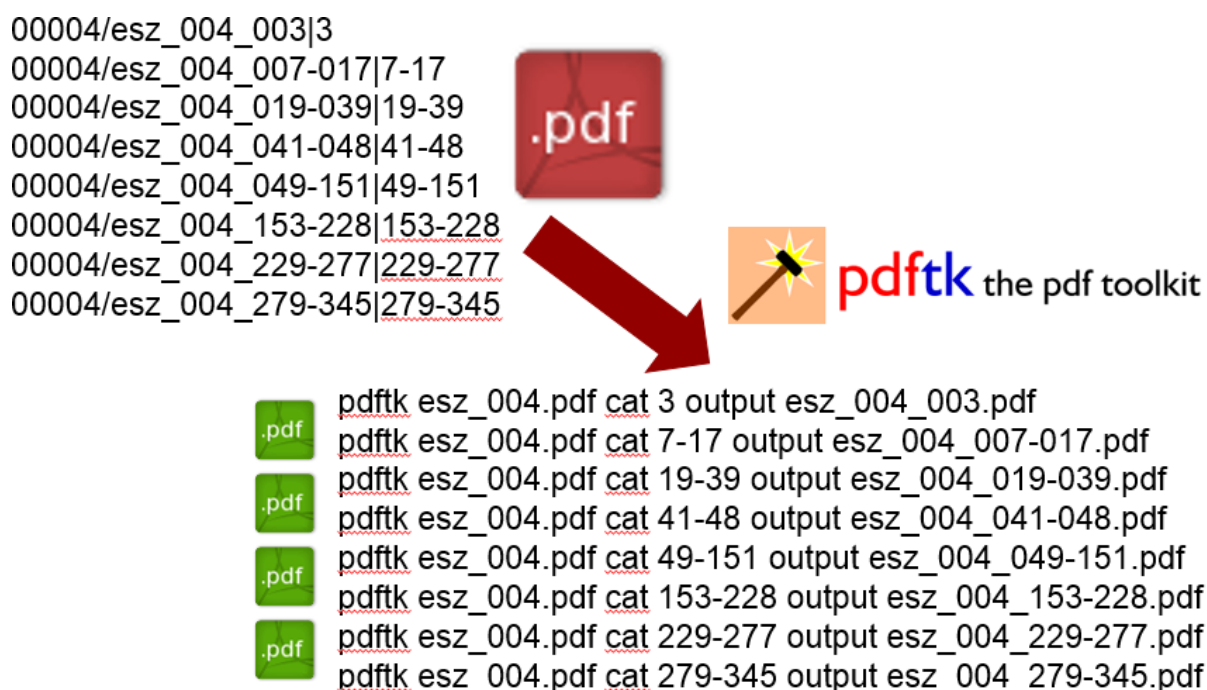 00004/esz_004_003|3
00004/esz_004_007-017|7-17
00004/esz_004_019-039|19-39
00004/esz_004_041-048|41-48
00004/esz_004_049-151|49-151
00004/esz_004_153-228|153-228
00004/esz_004_229-277|229-277
00004/esz_004_279-345|279-345
.pdf
pdftk the pdf toolkit
.pdf
.pdf
.pdf
.pdf
pdftk esz_004.pdf cat 3 output esz_004_003.pdf
pdftk esz_004.pdf cat 7-17 output esz_004_007-017.pdf
pdftk esz_004.pdf cat 19-39 output esz_004_019-039.pdf
pdftk esz_004.pdf cat 41-48 output esz_004_041-048.pdf
pdftk esz_004.pdf cat 49-151 output esz_004_049-151.pdf
pdftk esz_004.pdf cat 153-228 output esz_004_153-228.pdf
pdftk esz_004.pdf cat 229-277 output esz_004_229-277.pdf
pdftk esz_004.pdf cat 279-345 output esz_004_279-345.pdf